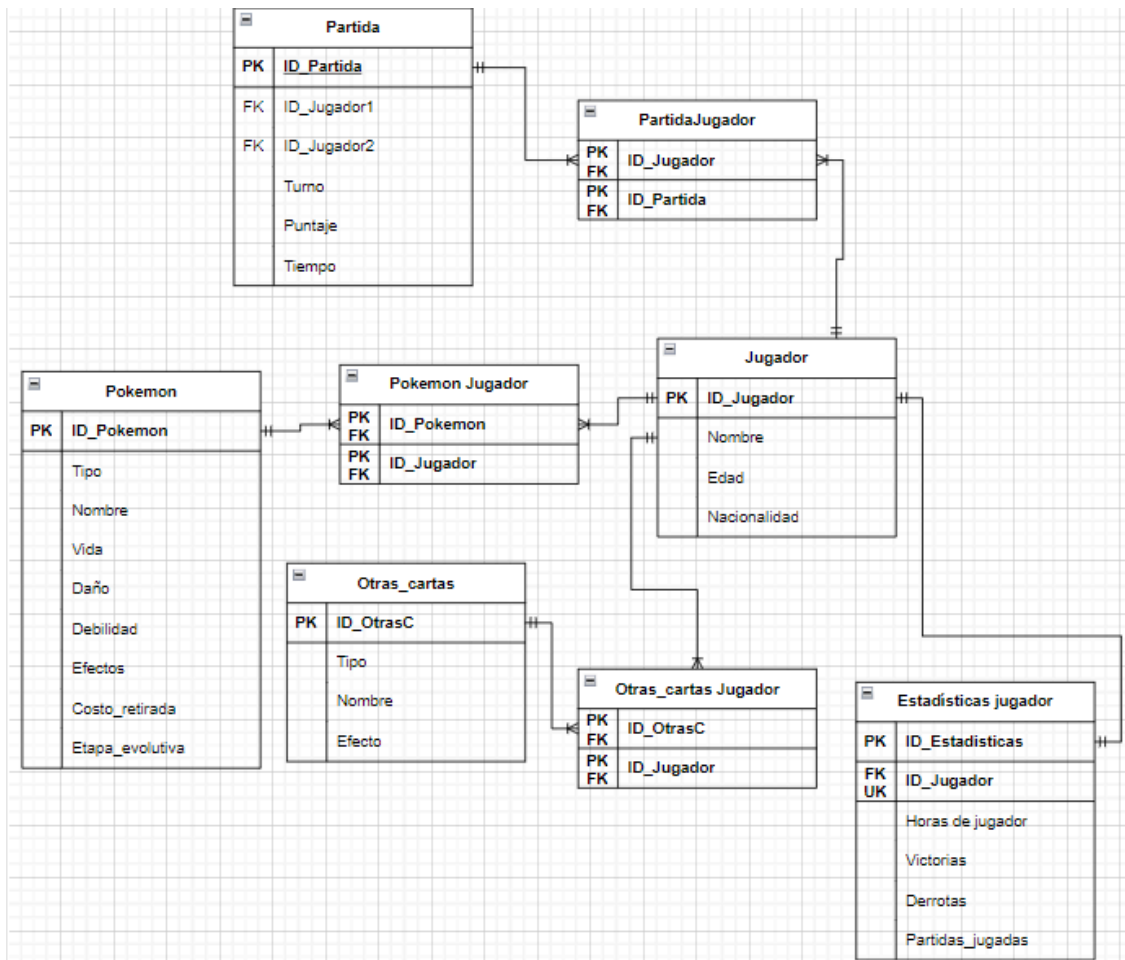 Partida
PK ID_Partida
FK ID_Jugador1
FK ID_Jugador2
Turno
Puntaje
Tiempo
PartidaJugador
PK FK ID_Jugador
PK FK ID_Partida
Jugador
PK ID_Jugador
Nombre
Edad
Nacionalidad
Pokemon Jugador
PK FK ID_Pokemon
PK FK ID_Jugador
Pokemon
PK ID_Pokemon
Tipo
Nombre
Vida
Daño
Debilidad
Efectos
Costo_retirada
Etapa_evolutiva
Otras_cartas
PK ID_OtrasC
Tipo
Nombre
Efecto
Otras_cartas Jugador
PK FK ID_OtrasC
PK FK ID_Jugador
Estadísticas jugador
PK ID_Estadisticas
FK UK ID_Jugador
Horas de jugador
Victorias
Derrotas
Partidas_jugadas